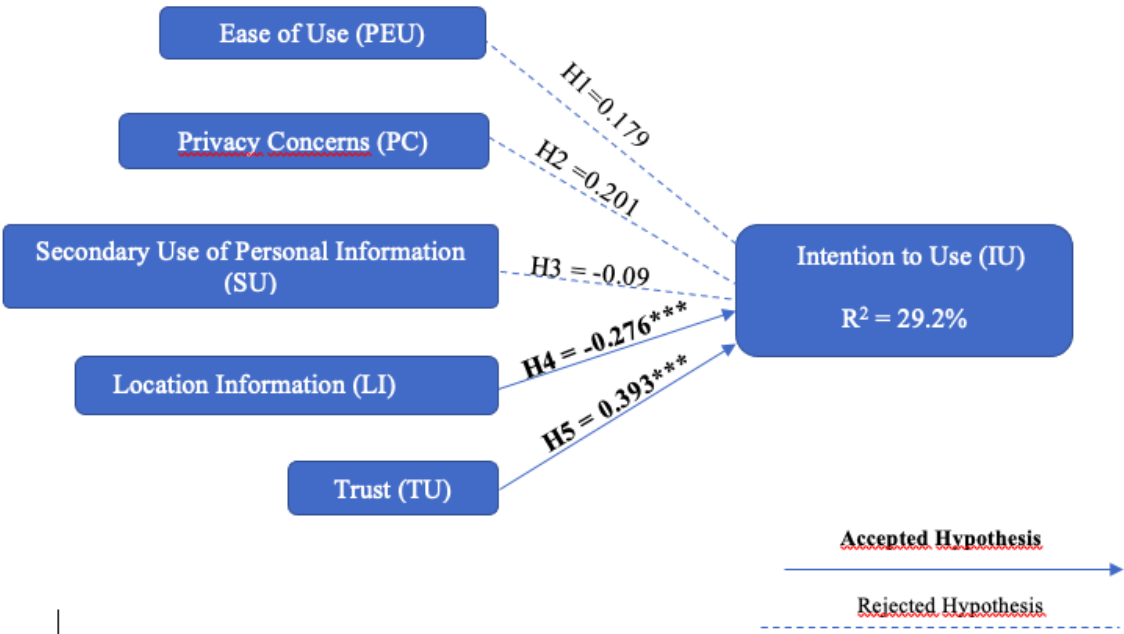 Ease of Use (PEU)
H1=0.179
Privacy Concerns (PC)
H2 =0.201
Secondary Use of Personal Information
(SU)
H3 = -0.09
Intention to Use (IU)
R² = 29.2%
Location Information (LI)
H4 = -0.276***
H5 = 0.393***
Trust (TU)
Accepted Hypothesis
Rejected Hypothesis